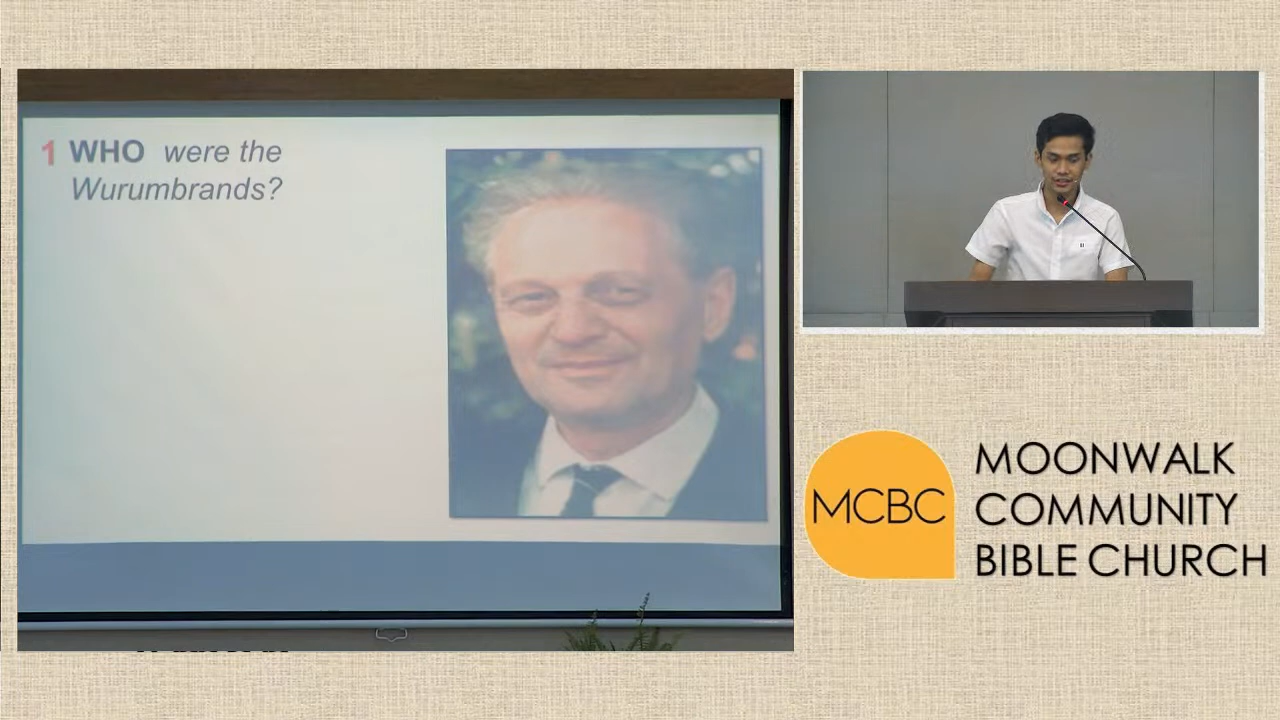 1 WHO were the
Wurumbrands?
MCBC
MOONWALK
COMMUNITY
BIBLE CHURCH